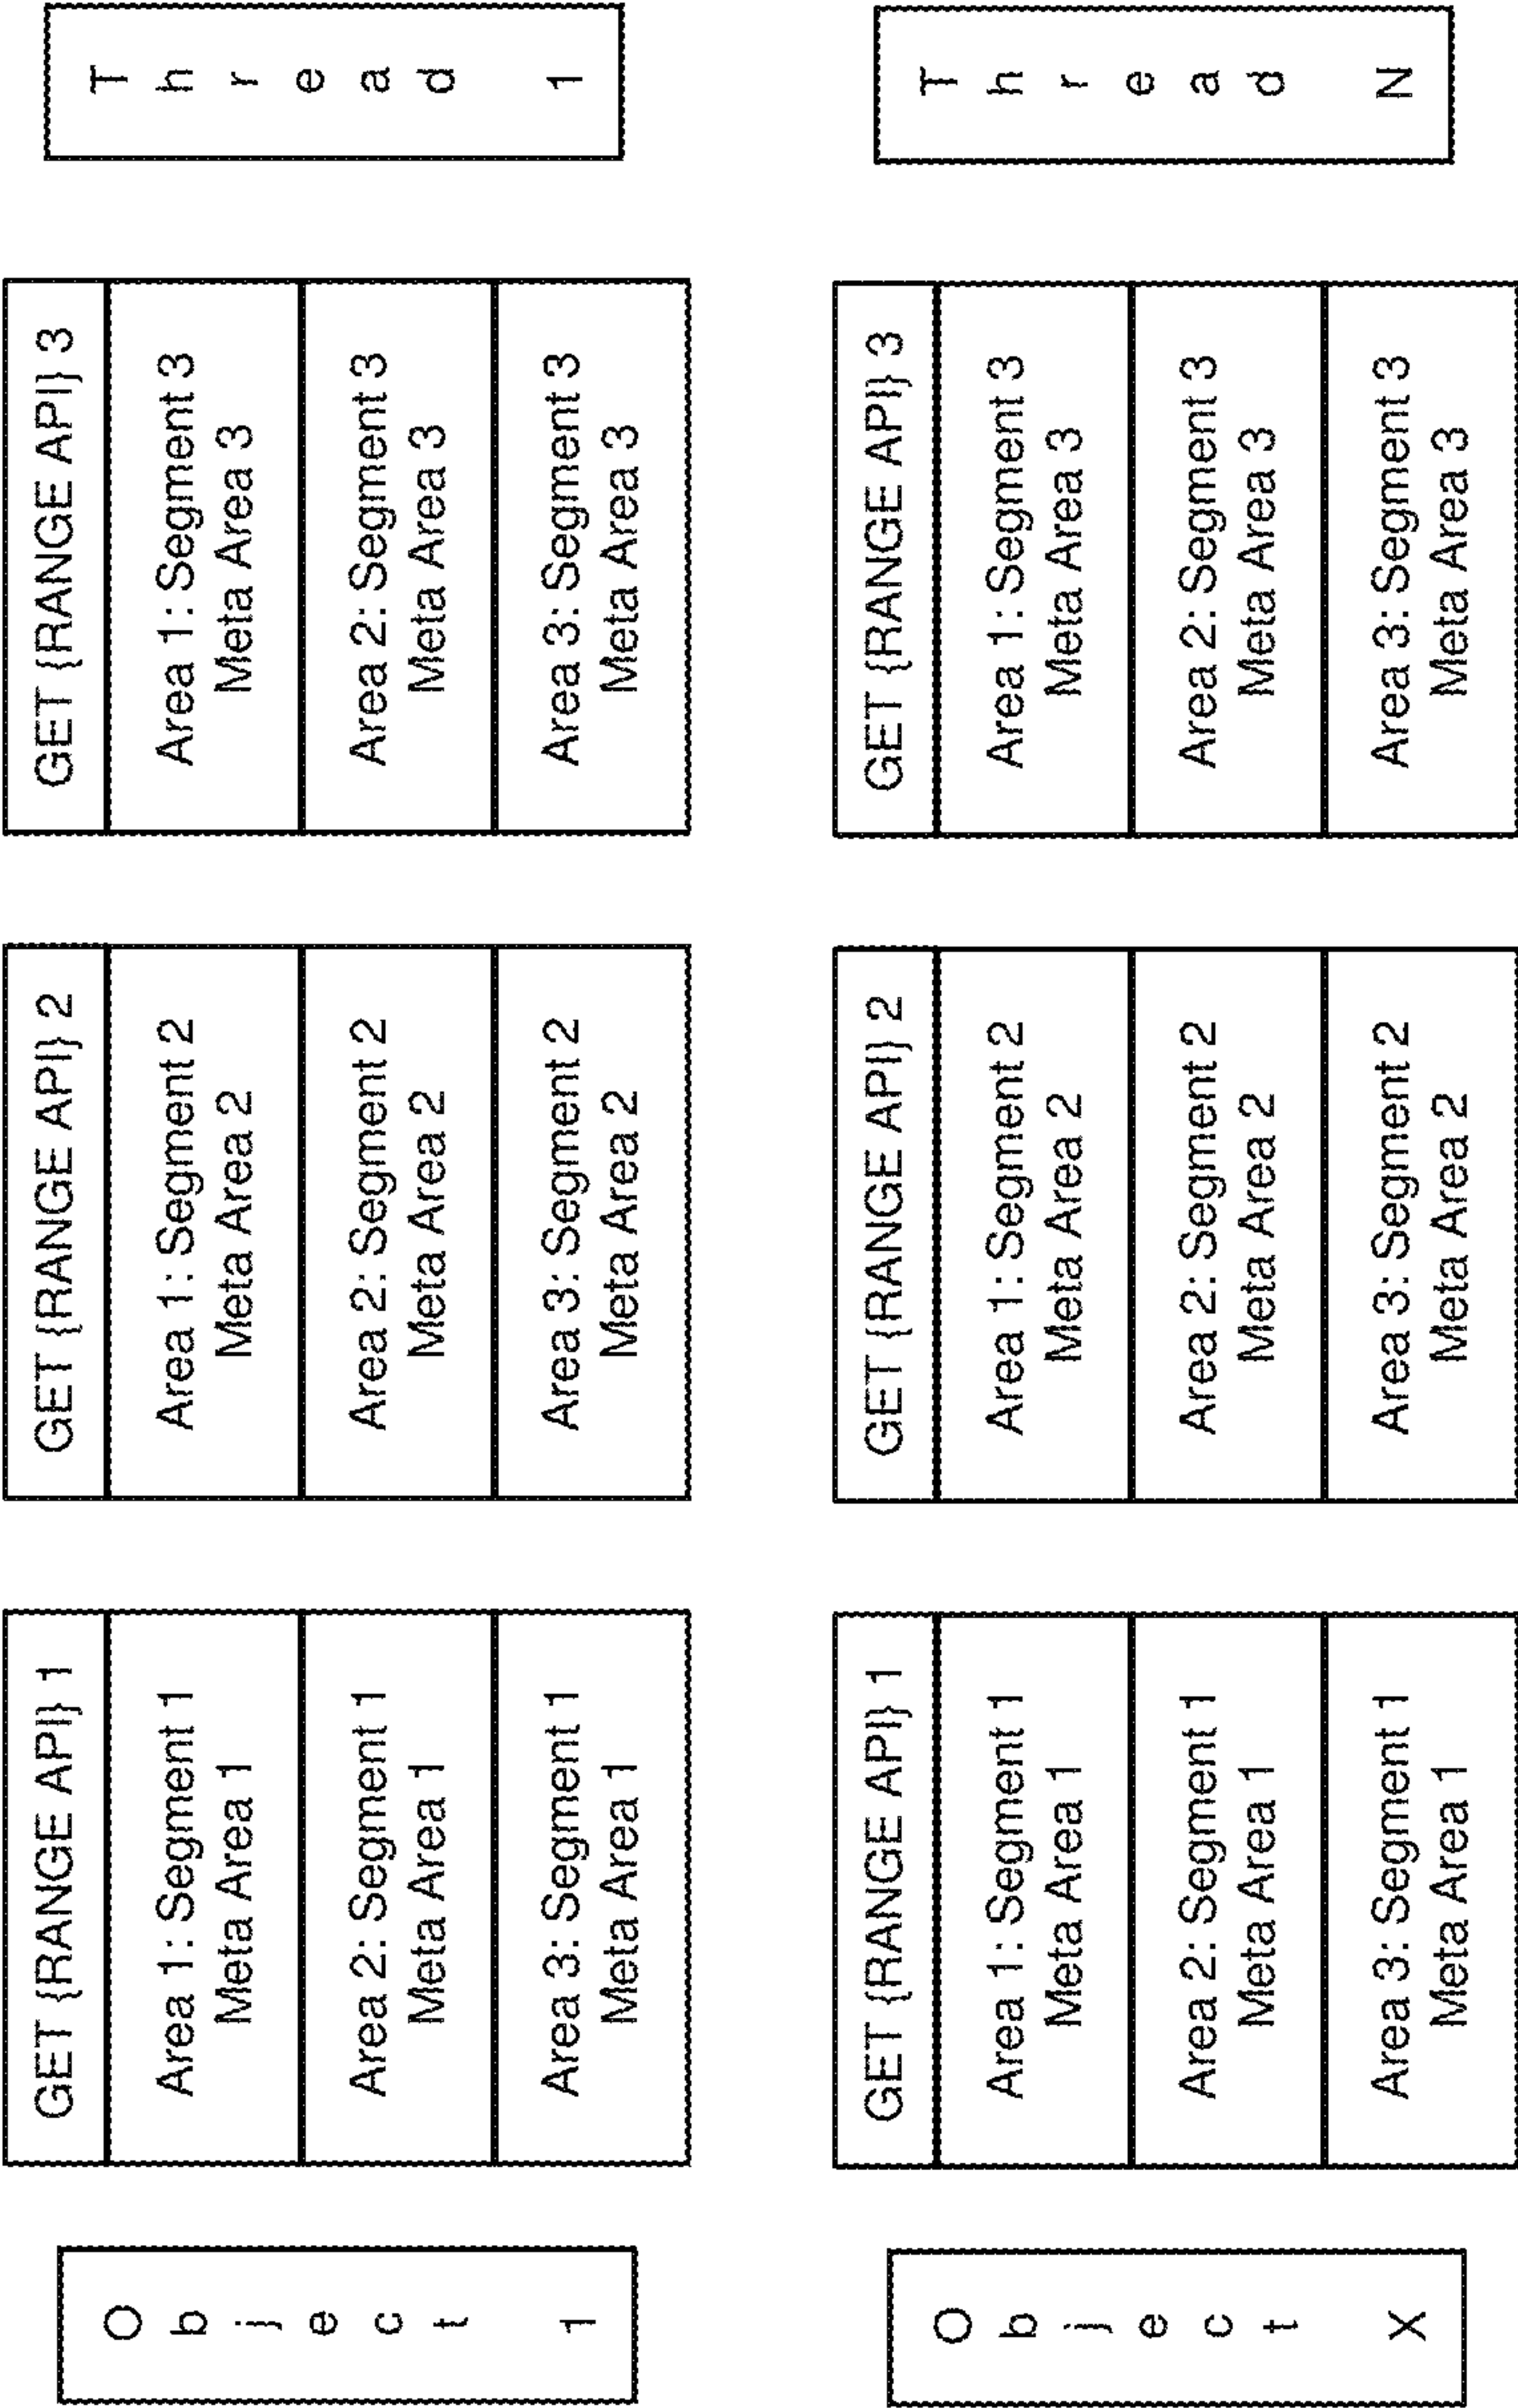 Object 1
GET {RANGE API} 1
Area 1: Segment 1
Meta Area 1
Area 2: Segment 1
Meta Area 1
Area 3: Segment 1
Meta Area 1
GET {RANGE API} 2
Area 1: Segment 2
Meta Area 2
Area 2: Segment 2
Meta Area 2
Area 3: Segment 2
Meta Area 2
GET {RANGE API} 3
Area 1: Segment 3
Meta Area 3
Area 2: Segment 3
Meta Area 3
Area 3: Segment 3
Meta Area 3
Thread 1
Object X
GET {RANGE API} 1
Area 1: Segment 1
Meta Area 1
Area 2: Segment 1
Meta Area 1
Area 3: Segment 1
Meta Area 1
GET {RANGE API} 2
Area 1: Segment 2
Meta Area 2
Area 2: Segment 2
Meta Area 2
Area 3: Segment 2
Meta Area 2
GET {RANGE API} 3
Area 1: Segment 3
Meta Area 3
Area 2: Segment 3
Meta Area 3
Area 3: Segment 3
Meta Area 3
Thread N